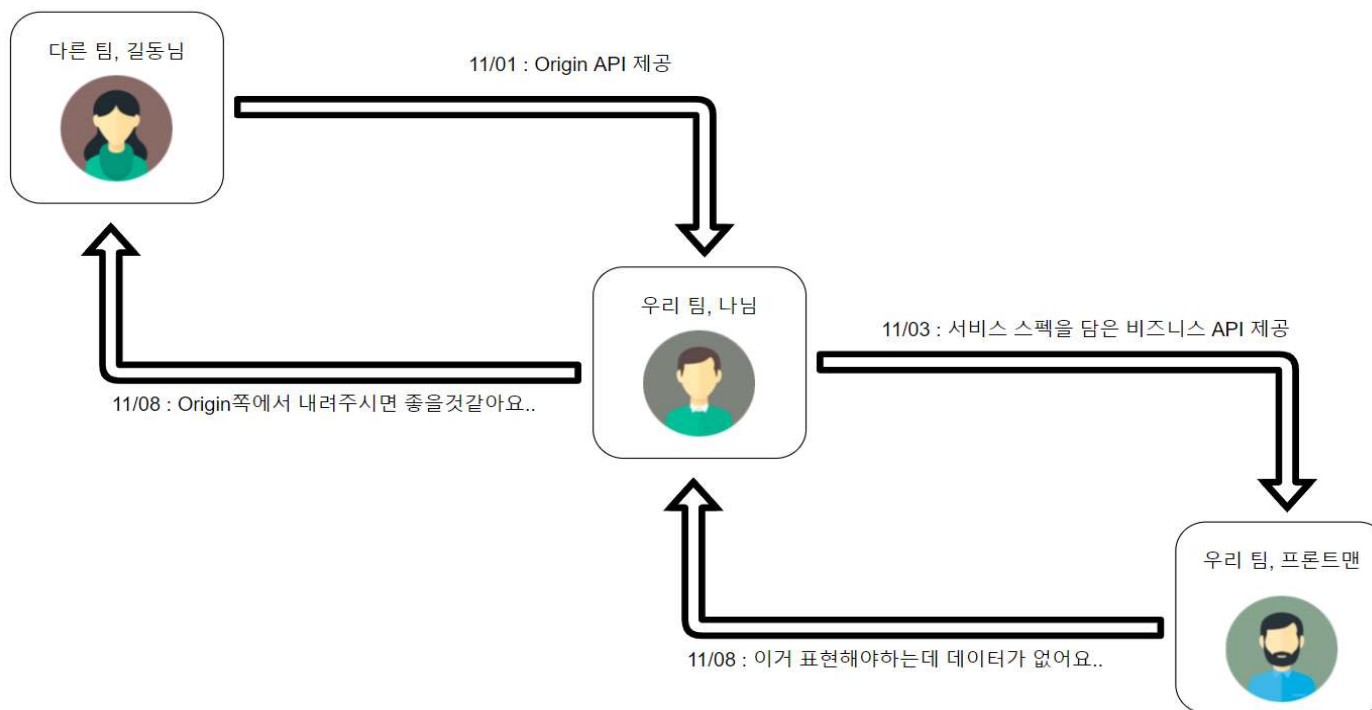 다른 팀, 길동님
11/01 : Origin API 제공
우리 팀, 나님
11/03 : 서비스 스펙을 담은 비즈니스 API 제공
11/08 : Origin쪽에서 내려주시면 좋을것같아요..
우리 팀, 프론트맨
11/08 : 이거 표현해야하는데 데이터가 없어요..